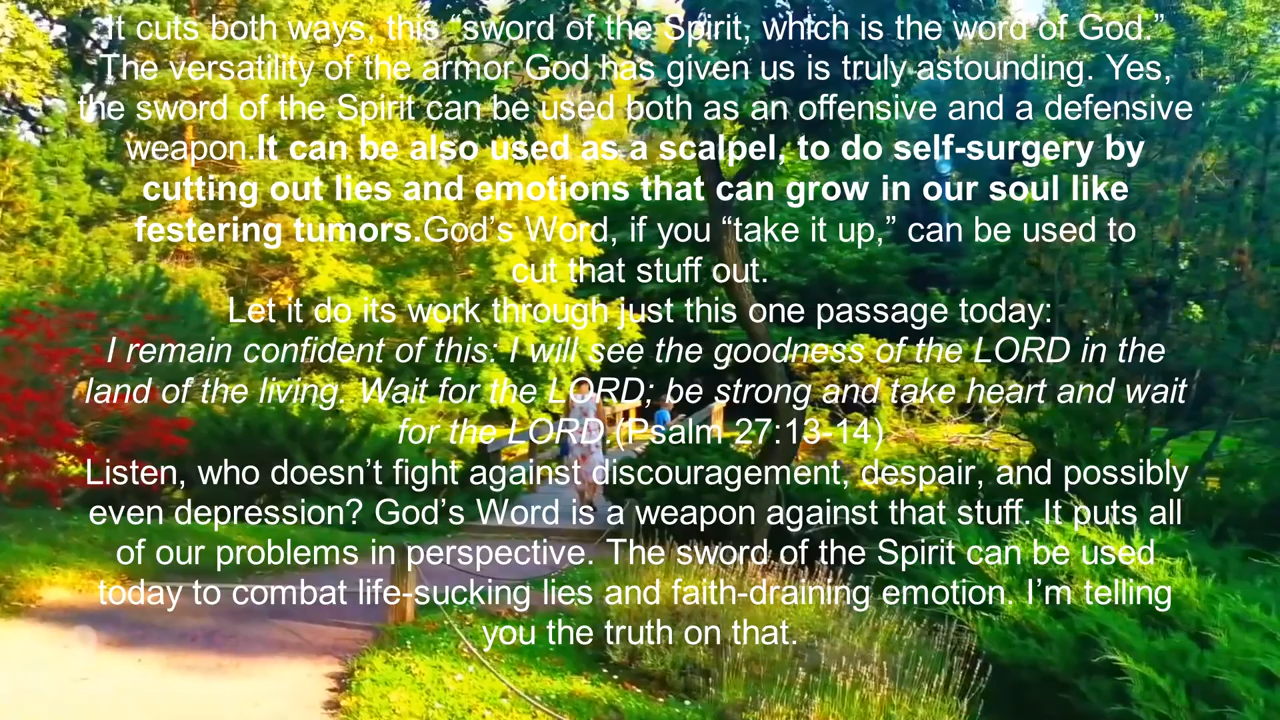 It cuts both ways, this “sword of the Spirit, which is the word of God.”
The versatility of the armor God has given us is truly astounding. Yes,
the sword of the Spirit can be used both as an offensive and a defensive
weapon.It can be also used as a scalpel, to do self-surgery by
cutting out lies and emotions that can grow in our soul like
festering tumors.God’s Word, if you “take it up,” can be used to
cut that stuff out.
Let it do its work through just this one passage today:
I remain confident of this: I will see the goodness of the LORD in the
land of the living. Wait for the LORD; be strong and take heart and wait
for the LORD.(Psalm 27:13-14)
Listen, who doesn’t fight against discouragement, despair, and possibly
even depression? God’s Word is a weapon against that stuff. It puts all
of our problems in perspective. The sword of the Spirit can be used
today to combat life-sucking lies and faith-draining emotion. I’m telling
you the truth on that.